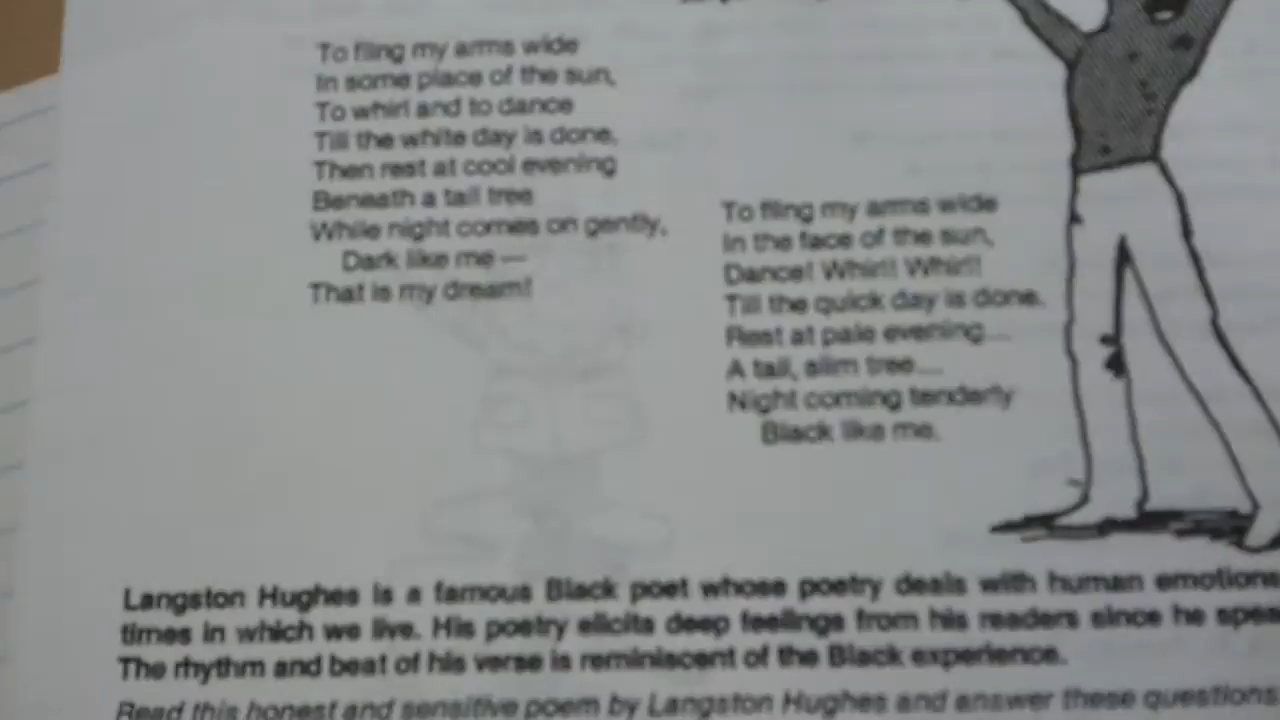 To fling my arms wide
In some place of the sun,
To whirl and to dance
Till the white day is done.
Then rest at cool evening
Beneath a tall tree
While night comes on gently,
Dark like me—
That is my dream!
To fling my arms wide
In the face of the sun,
Dance! Whirl! Whirl!
Till the quick day is done.
Rest at pale evening...
A tall, slim tree...
Night coming tenderly
Black like me.
Langston Hughes is a famous Black poet whose poetry deals with human emotions
times in which we live. His poetry elicits deep feelings from his readers since he
The rhythm and beat of his verse is reminiscent of the Black experience.
Read this honest and sensitive poem by Langston Hughes and answer these questions